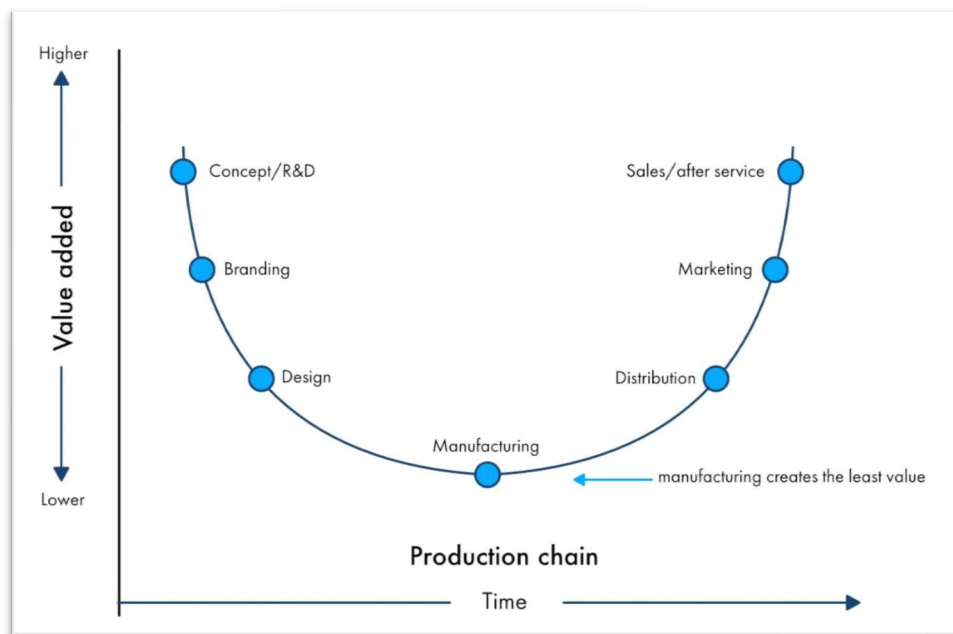 Higher
Value added
Lower
Concept/R&D
Sales/after service
Branding
Marketing
Design
Distribution
Manufacturing
manufacturing creates the least value
Production chain
Time